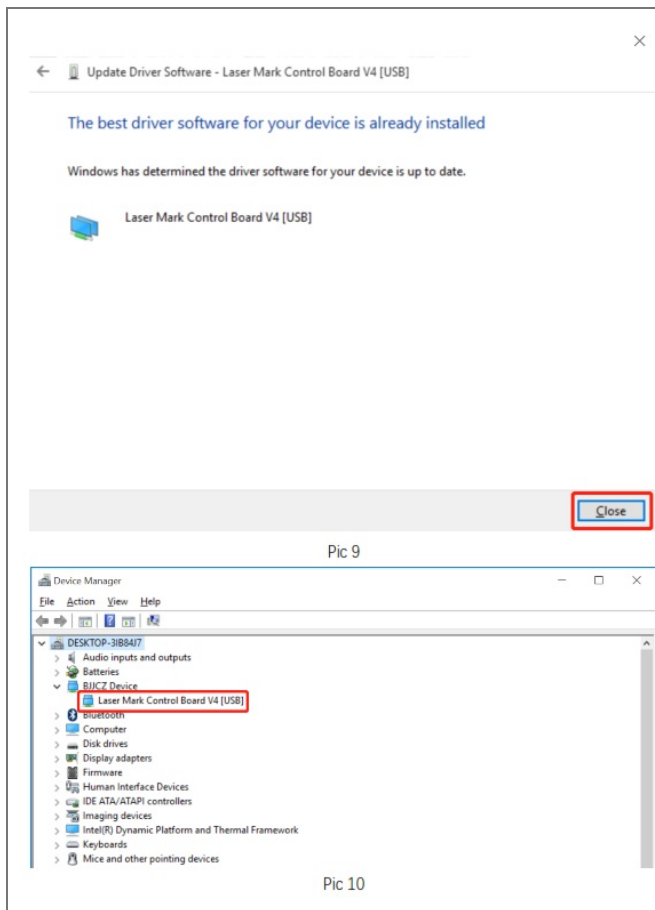 Update Driver Software - Laser Mark Control Board V4 [USB]
The best driver software for your device is already installed
Windows has determined the driver software for your device is up to date.
Laser Mark Control Board V4 [USB]
Close
Pic 9
Device Manager
File Action View Help
DESKTOP-3IB84J7
Audio inputs and outputs
Batteries
BJJCZ Device
Laser Mark Control Board V4 [USB]
Bluetooth
Computer
Disk drives
Display adapters
Firmware
Human Interface Devices
IDE ATA/ATAPI controllers
Imaging devices
Intel(R) Dynamic Platform and Thermal Framework
Keyboards
Mice and other pointing devices
Pic 10